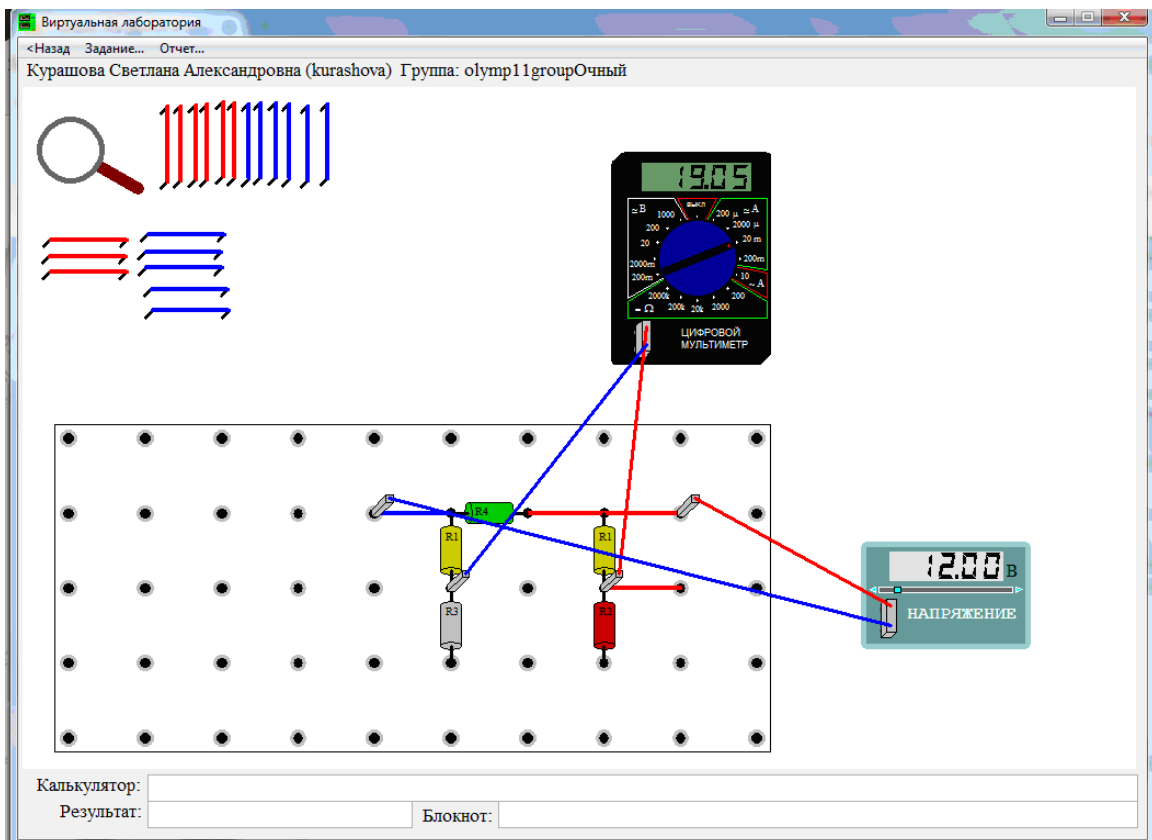 Виртуальная лаборатория
<Назад Задание... Отчет...
Курашова Светлана Александровна (kurashova) Группа: olymp11groupОчный
19.05
≃B 1000 выкл 200 μ ≃A
200 2000 μ
20 20 m
2000m 200m
200m 10
~A
2000k 200
= Ω 200k 20k 2000
ЦИФРОВОЙ
МУЛЬТИМЕТР
R4
R1 R1
12.00 В
R3 R2
НАПРЯЖЕНИЕ
Калькулятор:
Результат: Блокнот: